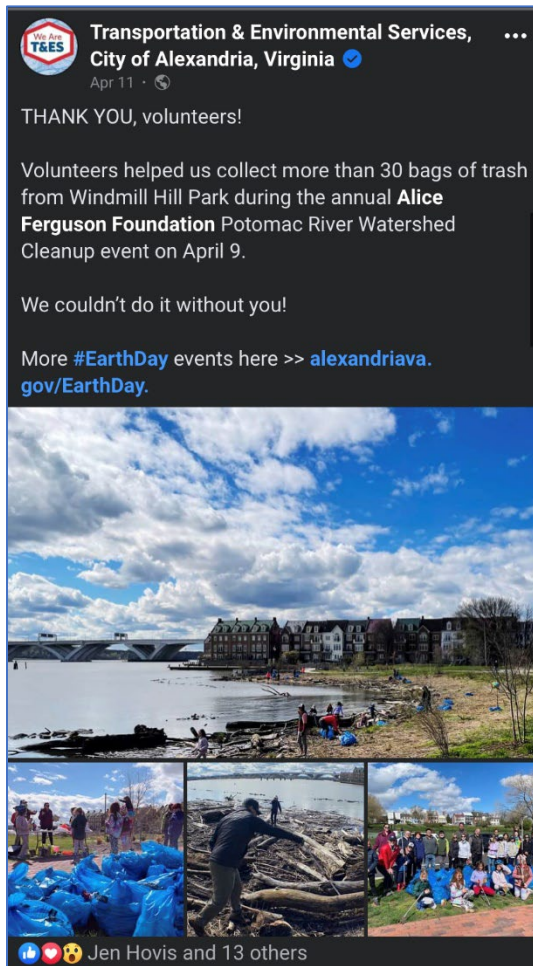 We Are
T&ES
Transportation & Environmental Services,
City of Alexandria, Virginia
Apr 11 ·
THANK YOU, volunteers!
Volunteers helped us collect more than 30 bags of trash
from Windmill Hill Park during the annual Alice
Ferguson Foundation Potomac River Watershed
Cleanup event on April 9.
We couldn't do it without you!
More #EarthDay events here >> alexandriava.
gov/EarthDay.
Jen Hovis and 13 others